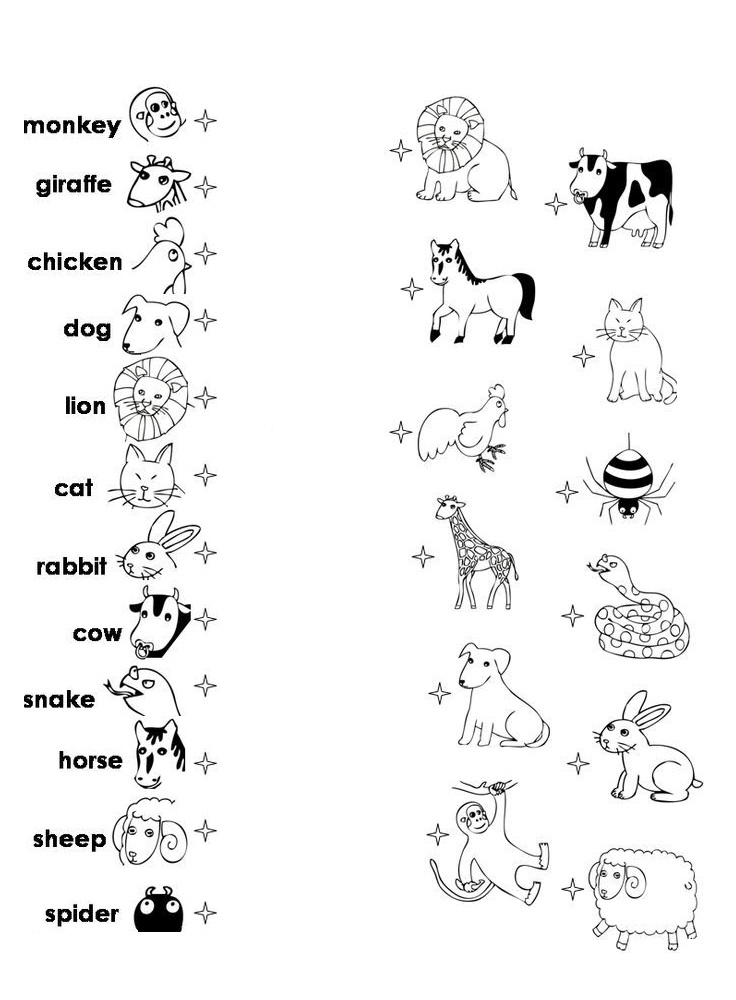 monkey
giraffe
chicken
dog
lion
cat
rabbit
cow
snake
horse
sheep
spider